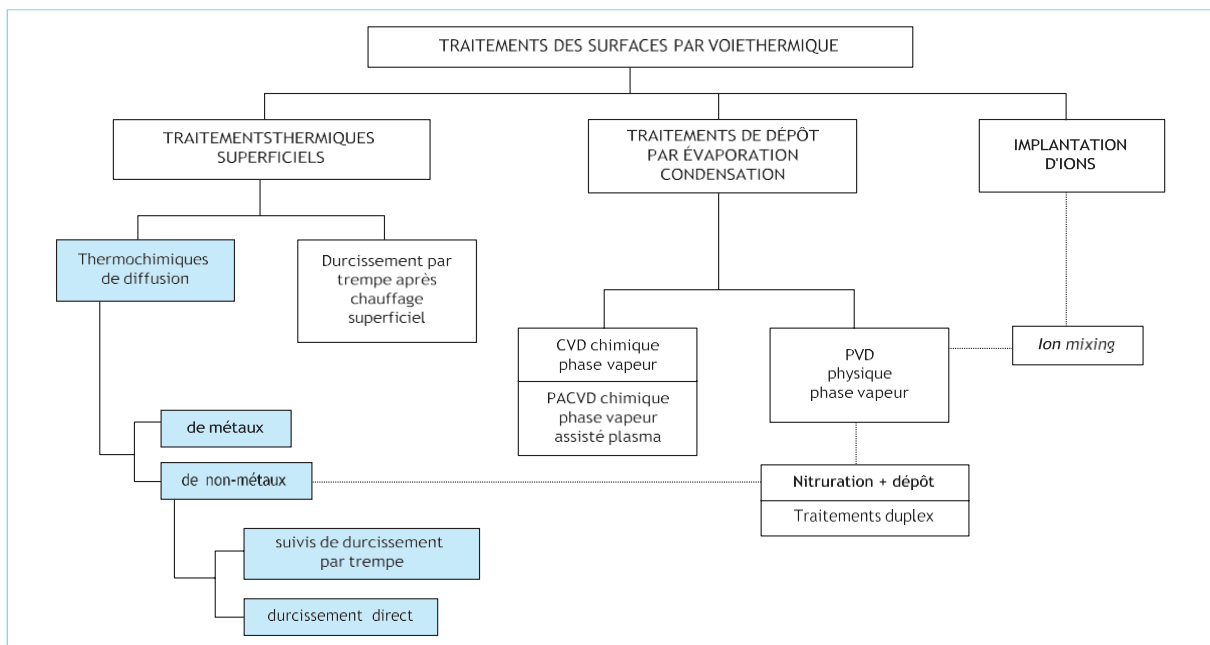 TRAITEMENTS DES SURFACES PAR VOIETHERMIQUE
TRAITEMENTSTHERMIQUES
SUPERFICIELS
TRAITEMENTS DE DÉPÔT
PAR ÉVAPORATION
CONDENSATION
IMPLANTATION
D'IONS
Thermochimiques
de diffusion
Durcissement par
trempe après
chauffage
superficiel
CVD chimique
phase vapeur
PACVD chimique
phase vapeur
assisté plasma
PVD
physique
phase vapeur
Ion mixing
de métaux
de non-métaux
Nitruration + dépôt
Traitements duplex
suivis de durcissement
par trempe
durcissement direct